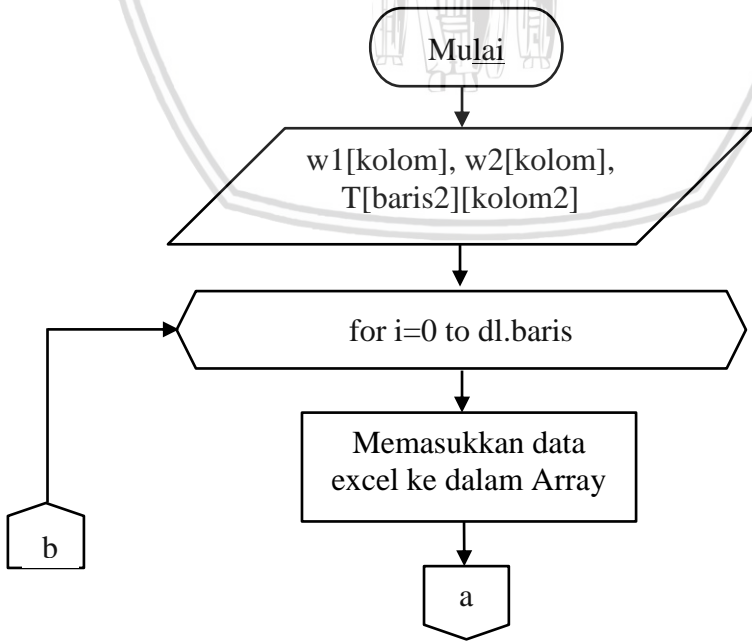 Mulai
w1[kolom], w2[kolom],
T[baris2][kolom2]
for i=0 to dl.baris
Memasukkan data
excel ke dalam Array
b
a